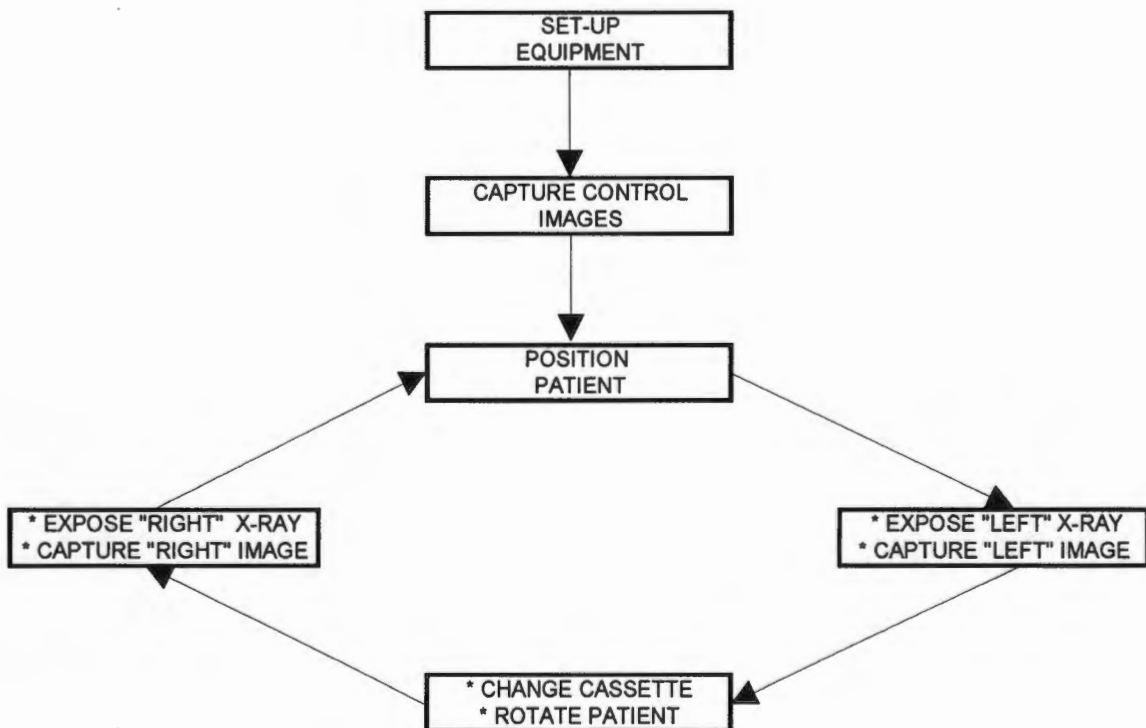 SET-UP
EQUIPMENT
CAPTURE CONTROL
IMAGES
POSITION
PATIENT
* EXPOSE "RIGHT" X-RAY
* CAPTURE "RIGHT" IMAGE
* EXPOSE "LEFT" X-RAY
* CAPTURE "LEFT" IMAGE
* CHANGE CASSETTE
* ROTATE PATIENT